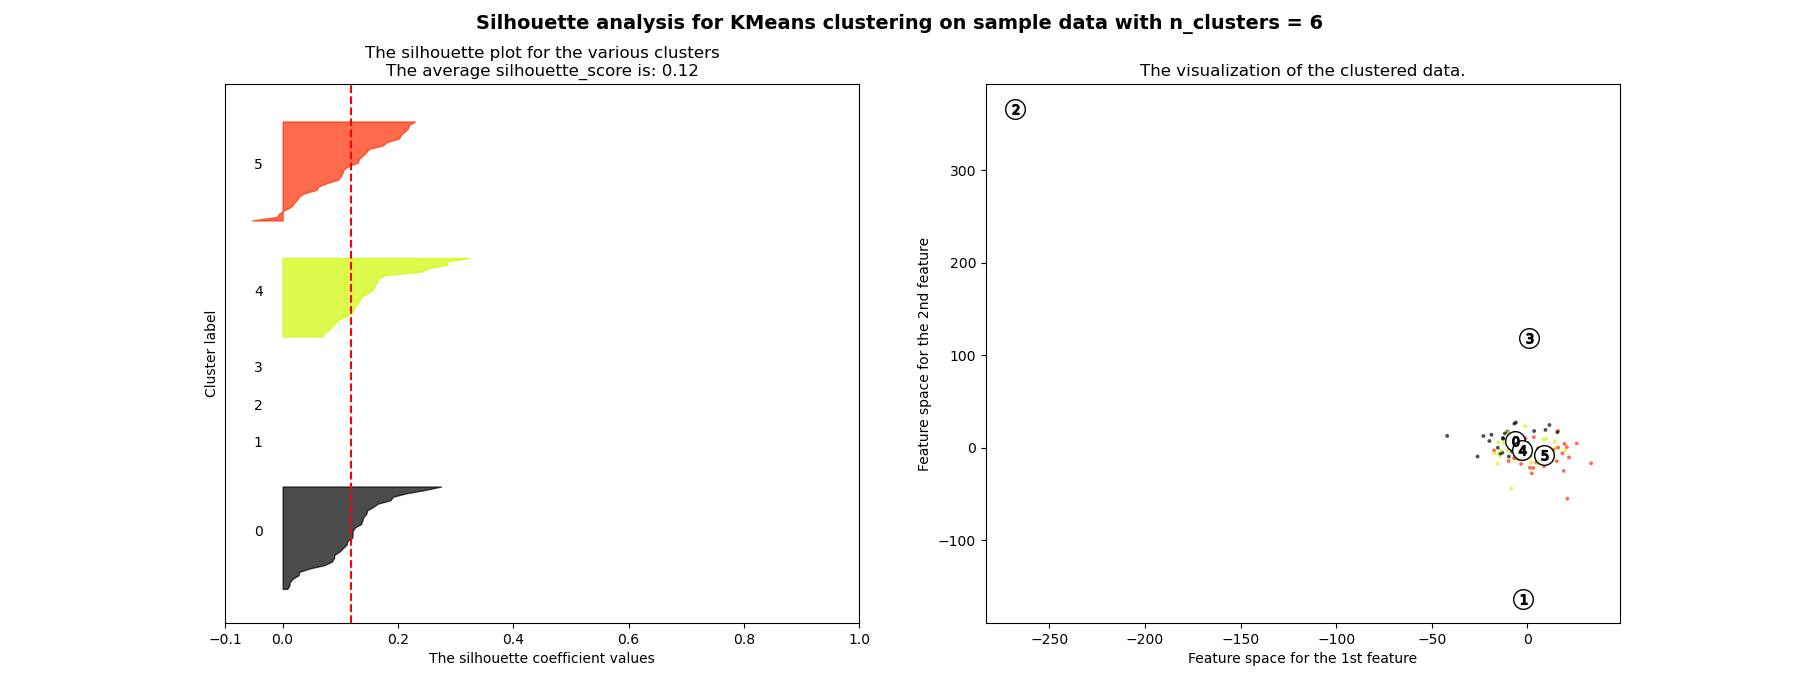 Silhouette analysis for KMeans clustering on sample data with n_clusters = 6
The silhouette plot for the various clusters
The average silhouette_score is: 0.12
5
4
3
2
1
0
Cluster label
−0.1 0.0 0.2 0.4 0.6 0.8 1.0
The silhouette coefficient values
The visualization of the clustered data.
2
3
0
4
5
1
300
200
100
0
−100
Feature space for the 2nd feature
−250 −200 −150 −100 −50 0
Feature space for the 1st feature